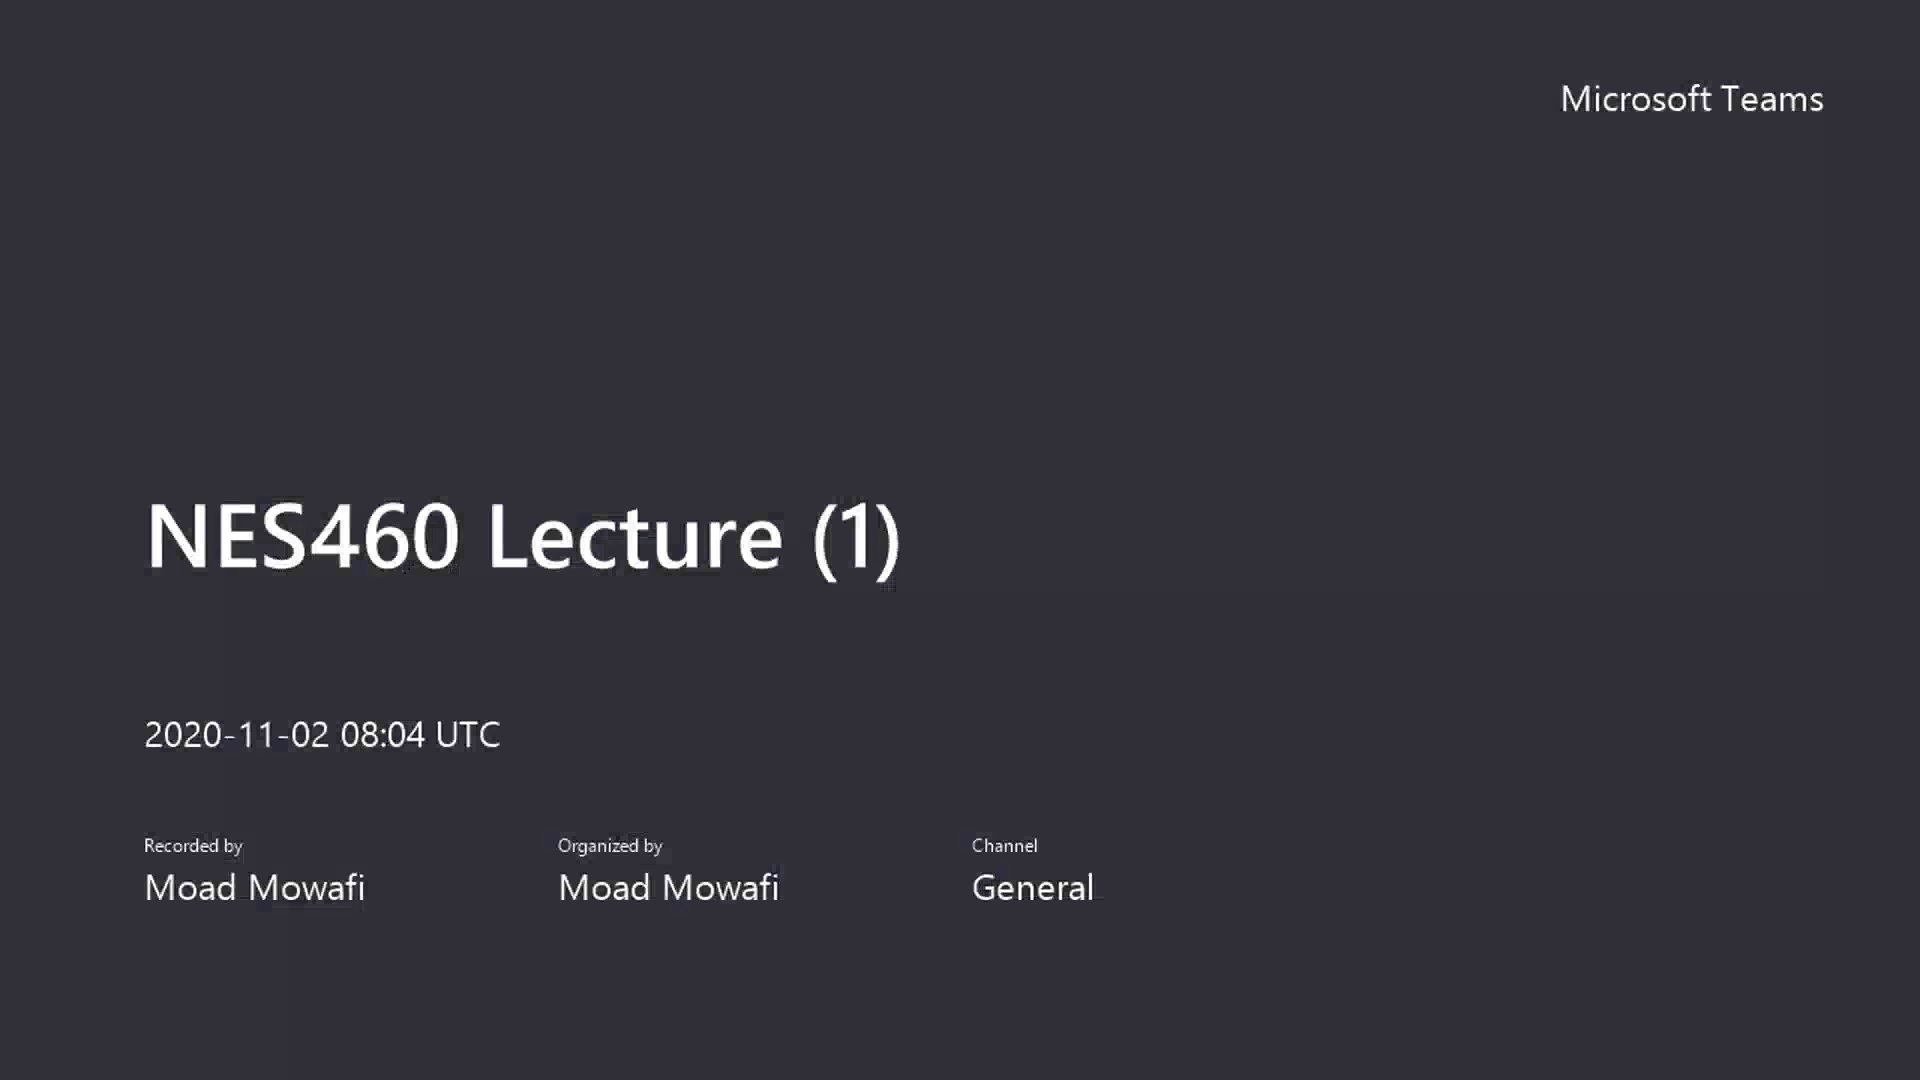 Microsoft Teams
NES460 Lecture (1)
2020-11-02 08:04 UTC
Recorded by
Moad Mowafi
Organized by
Moad Mowafi
Channel
General